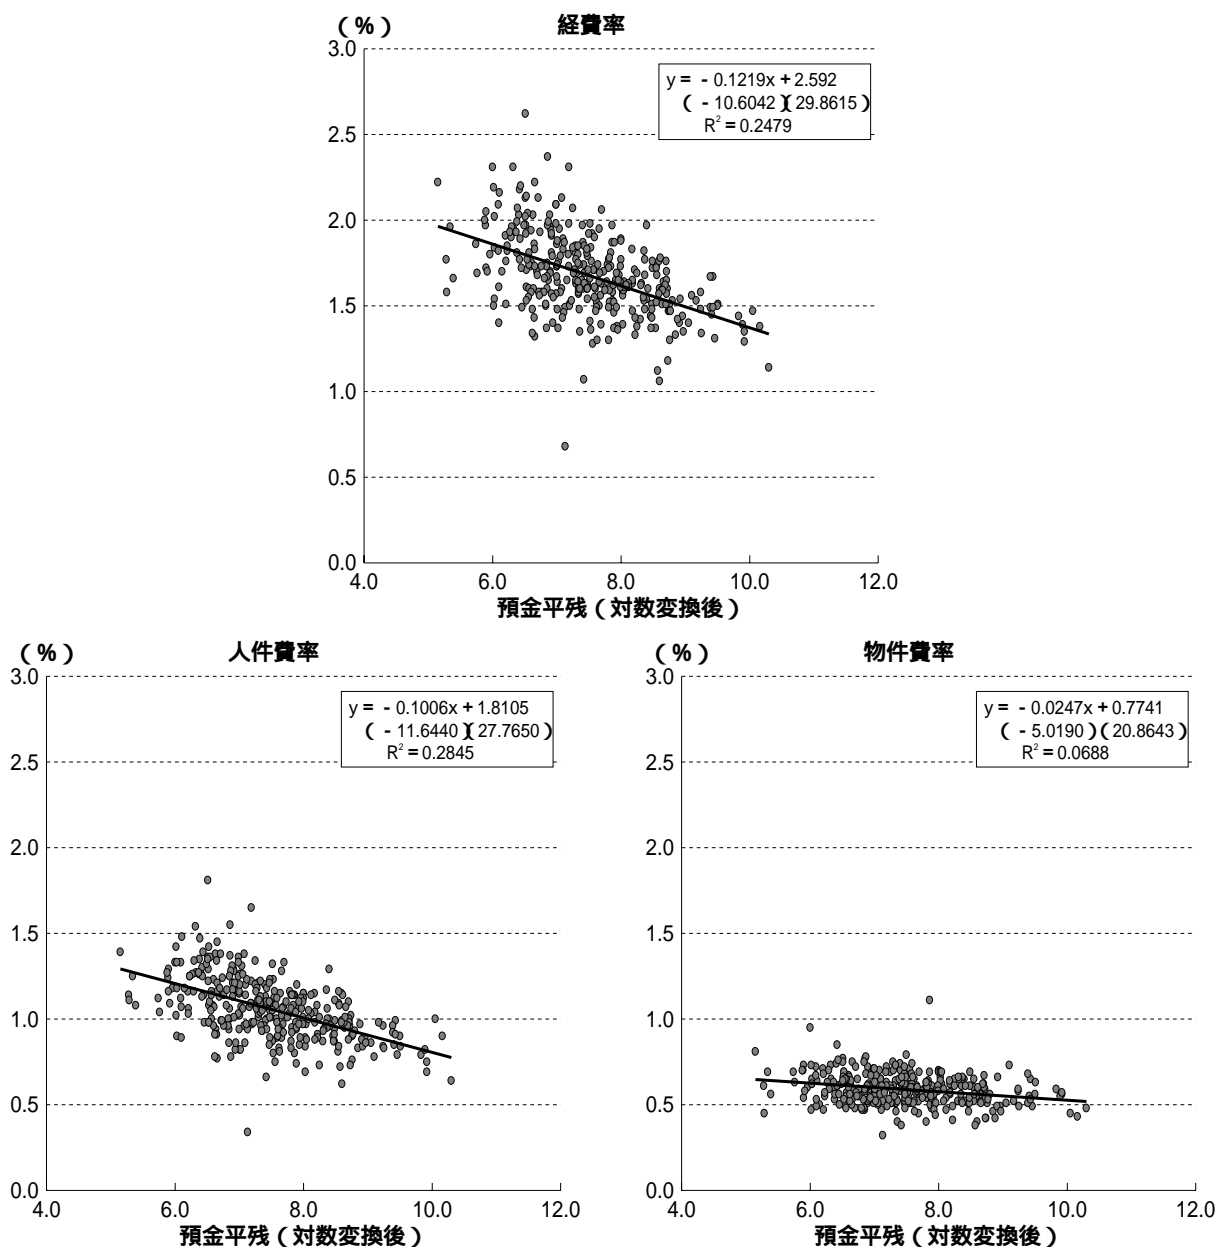 (％) 経費率
3.0
y = - 0.1219x + 2.592
( - 10.6042 )( 29.8615 )
R² = 0.2479
2.5
2.0
1.5
1.0
0.5
0.0
4.0 6.0 8.0 10.0 12.0
預金平残(対数変換後)
(％) 人件費率
3.0
y = - 0.1006x + 1.8105
( - 11.6440 )( 27.7650 )
R² = 0.2845
2.5
2.0
1.5
1.0
0.5
0.0
4.0 6.0 8.0 10.0 12.0
預金平残(対数変換後)
(％) 物件費率
3.0
y = - 0.0247x + 0.7741
( - 5.0190 )( 20.8643 )
R² = 0.0688
2.5
2.0
1.5
1.0
0.5
0.0
4.0 6.0 8.0 10.0 12.0
預金平残(対数変換後)